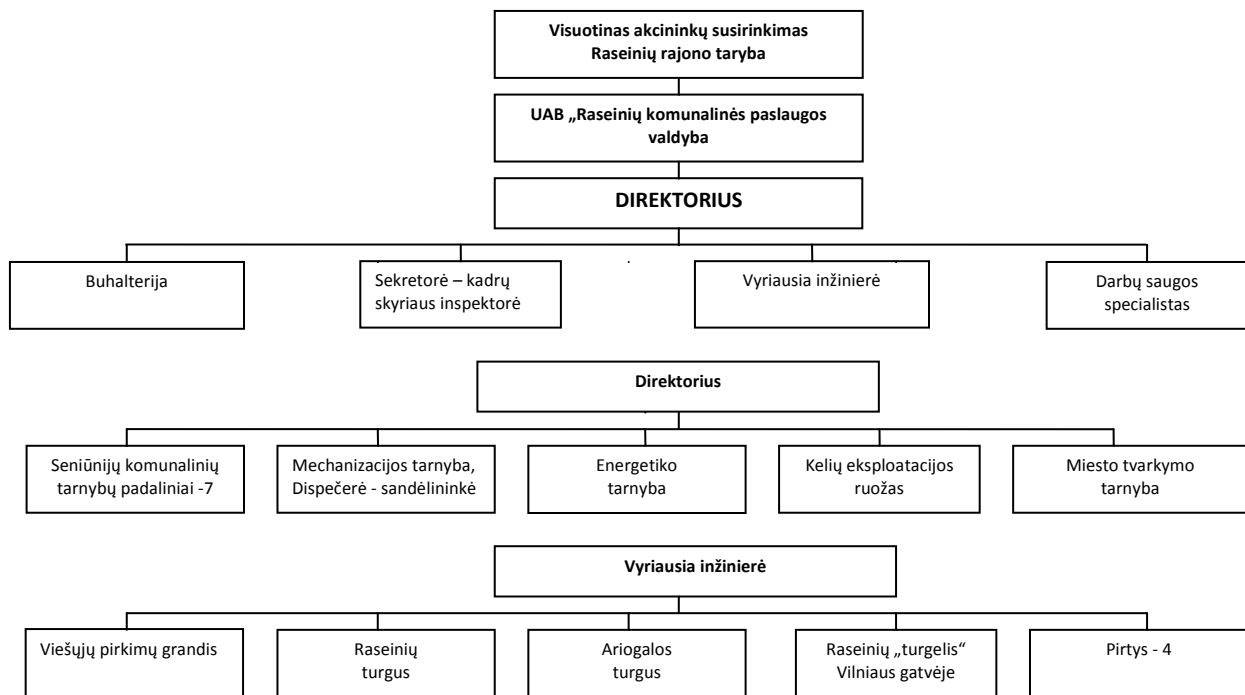 Visuotinas akcininkų susirinkimas
Raseinių rajono taryba
UAB „Raseinių komunalinės paslaugos
valdyba
DIREKTORIUS
Buhalterija
Sekretorė – kadrų
skyriaus inspektorė
Vyriausia inžinierė
Darbų saugos
specialistas
Direktorius
Seniūnijų komunalinių
tarnybų padaliniai -7
Mechanizacijos tarnyba,
Dispečerė - sandėlininkė
Energetiko
tarnyba
Kelių eksploatacijos
ruožas
Miesto tvarkymo
tarnyba
Vyriausia inžinierė
Viešųjų pirkimų grandis
Raseinių
turgus
Ariogalos
turgus
Raseinių „turgelis“
Vilniaus gatvėje
Pirtys - 4